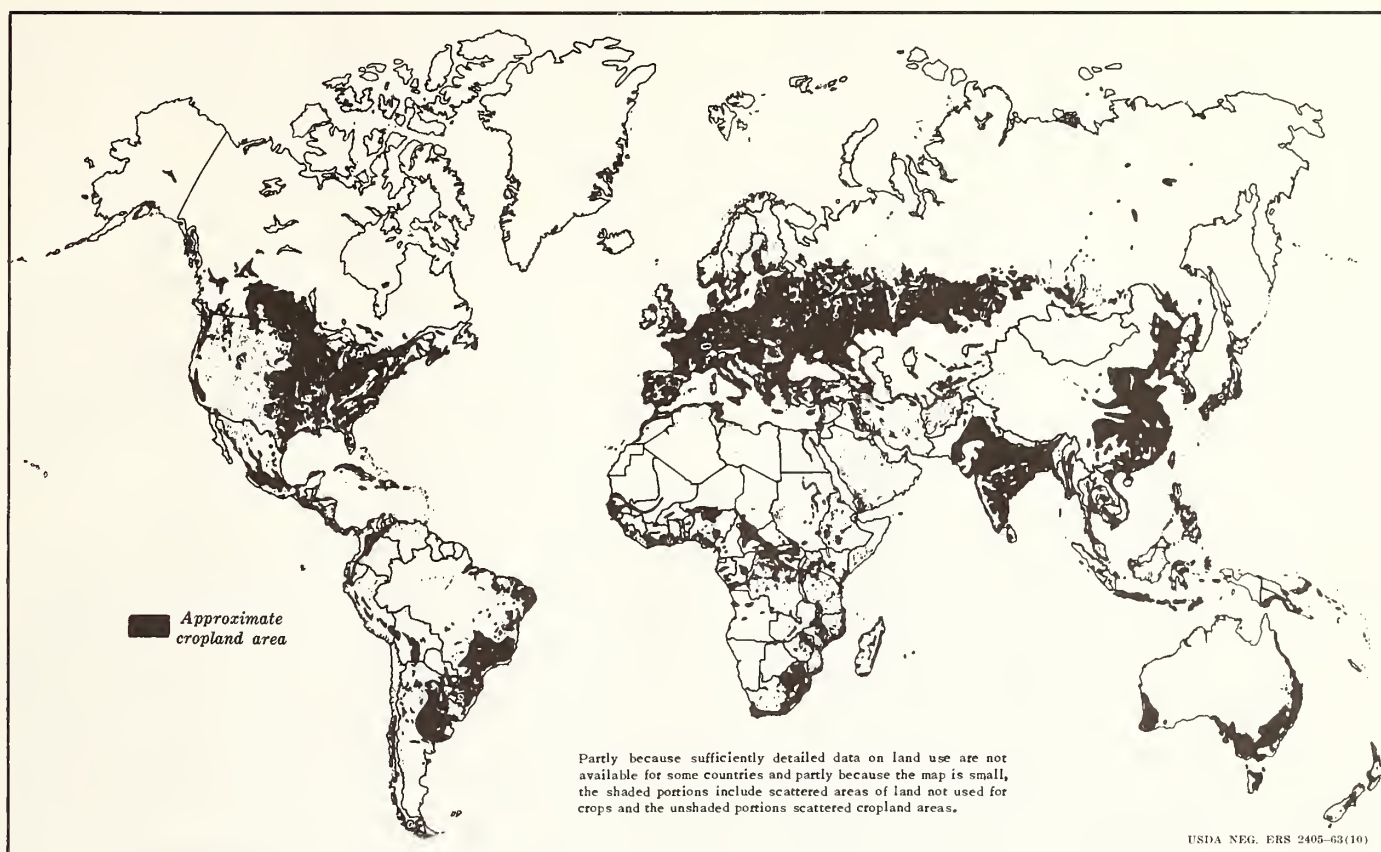 Approximate
cropland area
Partly because sufficiently detailed data on land use are not
available for some countries and partly because the map is small,
the shaded portions include scattered areas of land not used for
crops and the unshaded portions scattered cropland areas.
USDA NEG. ERS 2405-63(10)